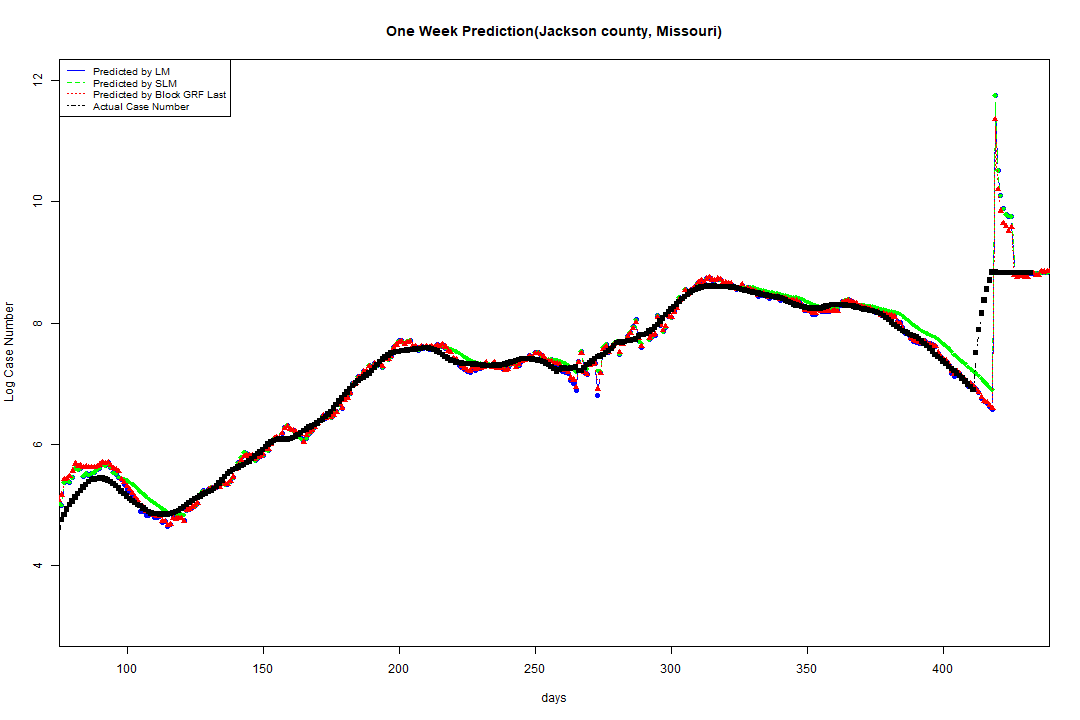 One Week Prediction(Jackson county, Missouri)
Predicted by LM
Predicted by SLM
Predicted by Block GRF Last
Actual Case Number
12
10
8
6
4
Log Case Number
100 150 200 250 300 350 400
days